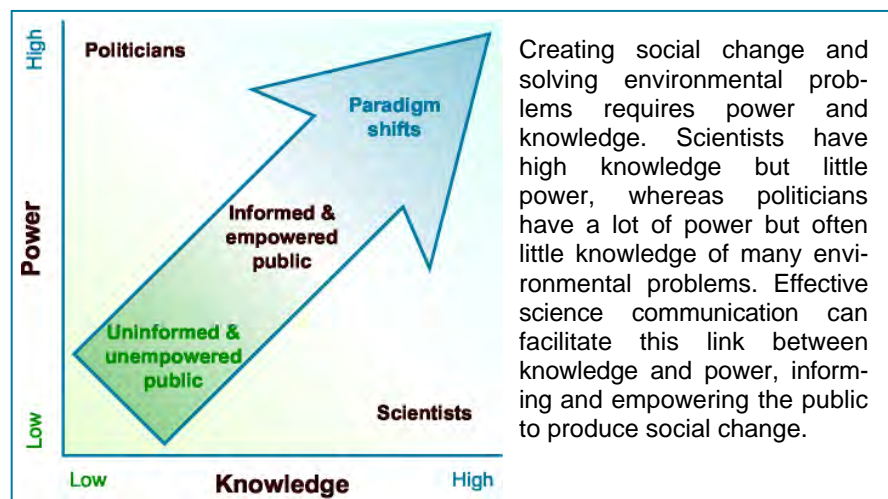 High
Politicians
Paradigm
shifts
Power
Informed &
empowered
public
Uninformed &
unempowered
public
Scientists
Low
Low
Knowledge
High
Creating social change and
solving environmental prob-
lems requires power and
knowledge. Scientists have
high knowledge but little
power, whereas politicians
have a lot of power but often
little knowledge of many envi-
ronmental problems. Effective
science communication can
facilitate this link between
knowledge and power, inform-
ing and empowering the public
to produce social change.